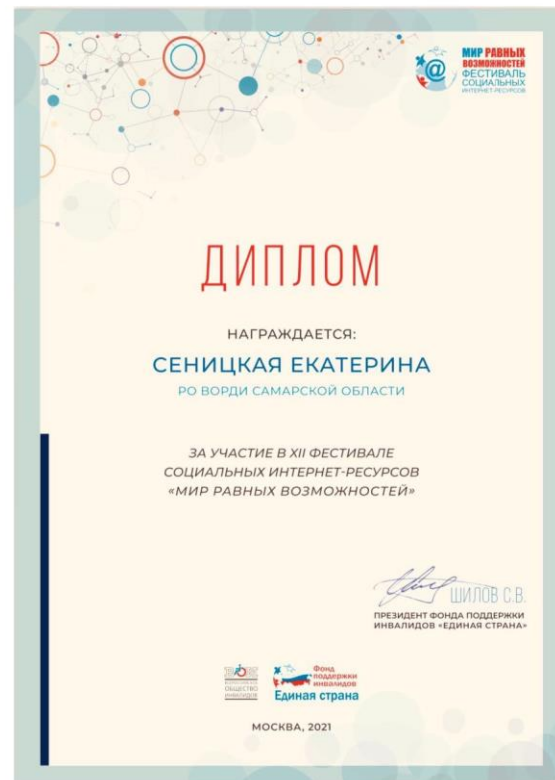 МИР РАВНЫХ
ВОЗМОЖНОСТЕЙ
ФЕСТИВАЛЬ
СОЦИАЛЬНЫХ
ИНТЕРНЕТ-РЕСУРСОВ
@
ДИПЛОМ
НАГРАЖДАЕТСЯ:
СЕНИЦКАЯ ЕКАТЕРИНА
РО ВОРДИ САМАРСКОЙ ОБЛАСТИ
ЗА УЧАСТИЕ В XII ФЕСТИВАЛЕ
СОЦИАЛЬНЫХ ИНТЕРНЕТ-РЕСУРСОВ
«МИР РАВНЫХ ВОЗМОЖНОСТЕЙ»
ШИЛОВ С.В.
ПРЕЗИДЕНТ ФОНДА ПОДДЕРЖКИ
ИНВАЛИДОВ «ЕДИНАЯ СТРАНА»
ОБЩЕСТВО
ИНВАЛИДОВ
Фонд
поддержки
инвалидов
Единая страна
МОСКВА, 2021